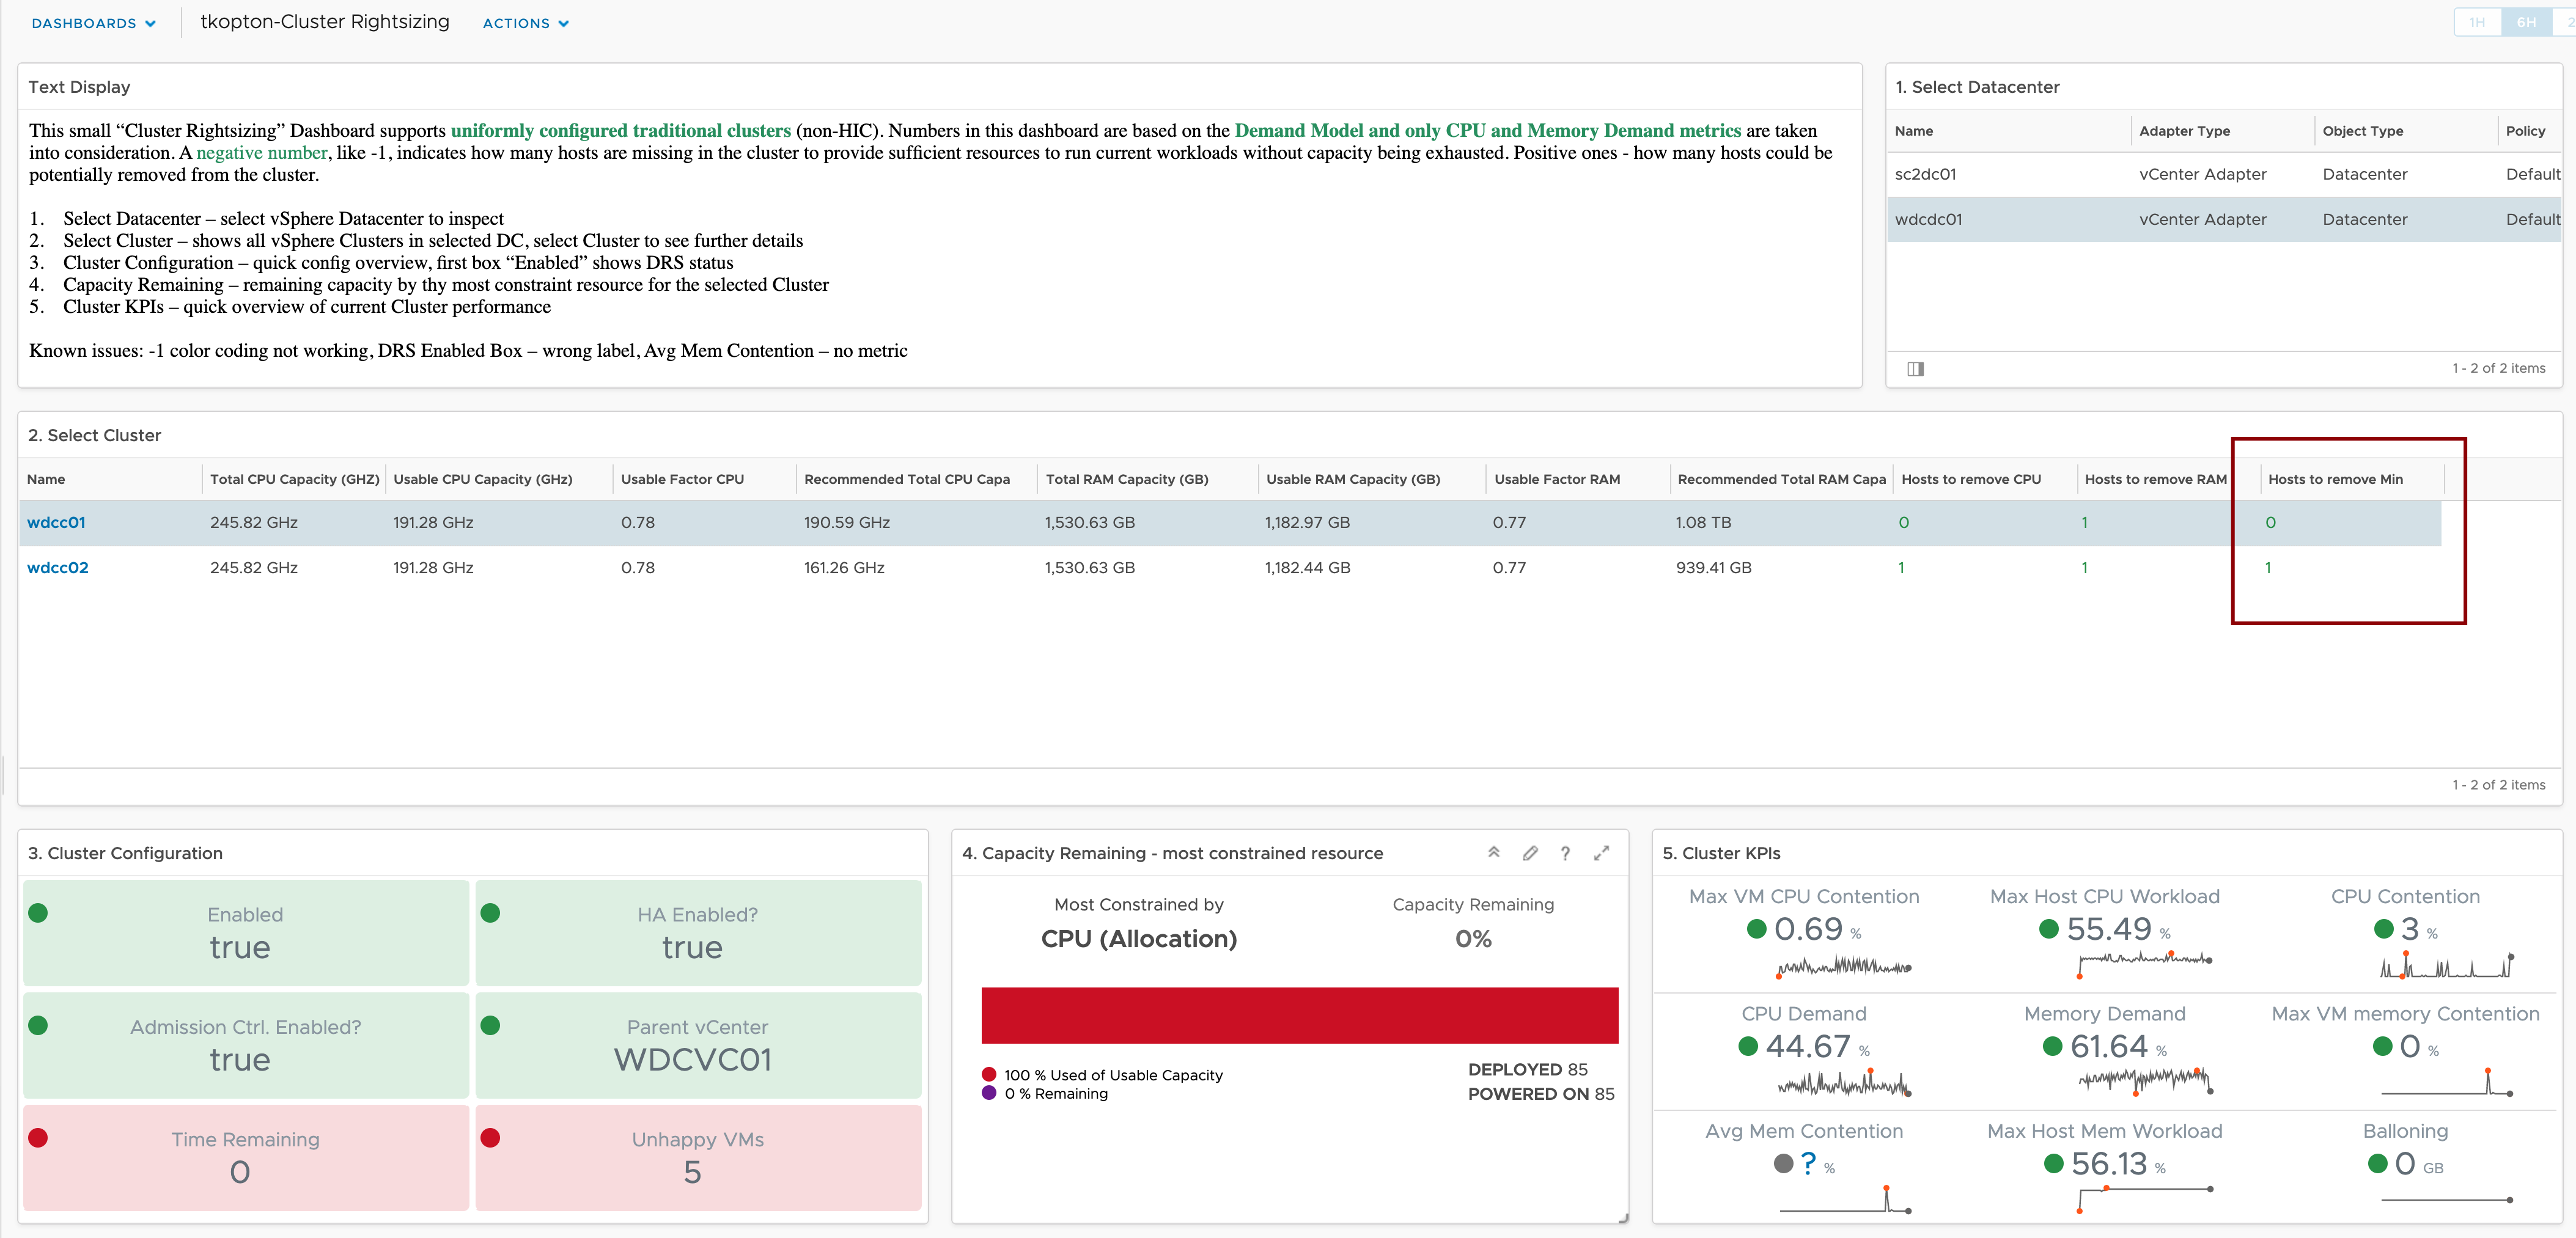 DASHBOARDS tkopton-Cluster Rightsizing ACTIONS 1H 6H 2
Text Display
This small “Cluster Rightsizing” Dashboard supports uniformly configured traditional clusters (non-HIC). Numbers in this dashboard are based on the Demand Model and only CPU and Memory Demand metrics are taken
into consideration. A negative number, like -1, indicates how many hosts are missing in the cluster to provide sufficient resources to run current workloads without capacity being exhausted. Positive ones - how many hosts could be
potentially removed from the cluster.
1. Select Datacenter – select vSphere Datacenter to inspect
2. Select Cluster – shows all vSphere Clusters in selected DC, select Cluster to see further details
3. Cluster Configuration – quick config overview, first box “Enabled” shows DRS status
4. Capacity Remaining – remaining capacity by thy most constraint resource for the selected Cluster
5. Cluster KPIs – quick overview of current Cluster performance
Known issues: -1 color coding not working, DRS Enabled Box – wrong label, Avg Mem Contention – no metric
1. Select Datacenter
Name Adapter Type Object Type Policy
sc2dc01 vCenter Adapter Datacenter Default
wdcdc01 vCenter Adapter Datacenter Default
1 - 2 of 2 items
2. Select Cluster
Name Total CPU Capacity (GHZ) Usable CPU Capacity (GHz) Usable Factor CPU Recommended Total CPU Capa Total RAM Capacity (GB) Usable RAM Capacity (GB) Usable Factor RAM Recommended Total RAM Capa Hosts to remove CPU Hosts to remove RAM Hosts to remove Min
wdcc01 245.82 GHz 191.28 GHz 0.78 190.59 GHz 1,530.63 GB 1,182.97 GB 0.77 1.08 TB 0 1 0
wdcc02 245.82 GHz 191.28 GHz 0.78 161.26 GHz 1,530.63 GB 1,182.44 GB 0.77 939.41 GB 1 1 1
1 - 2 of 2 items
3. Cluster Configuration
Enabled HA Enabled?
true true
Admission Ctrl. Enabled? Parent vCenter
true WDCVC01
Time Remaining Unhappy VMs
0 5
4. Capacity Remaining - most constrained resource ?
Most Constrained by Capacity Remaining
CPU (Allocation) 0%
100 % Used of Usable Capacity DEPLOYED 85
0 % Remaining POWERED ON 85
5. Cluster KPIs
Max VM CPU Contention Max Host CPU Workload CPU Contention
0.69 % 55.49 % 3 %
CPU Demand Memory Demand Max VM memory Contention
44.67 % 61.64 % 0 %
Avg Mem Contention Max Host Mem Workload Balloning
? % 56.13 % 0 GB